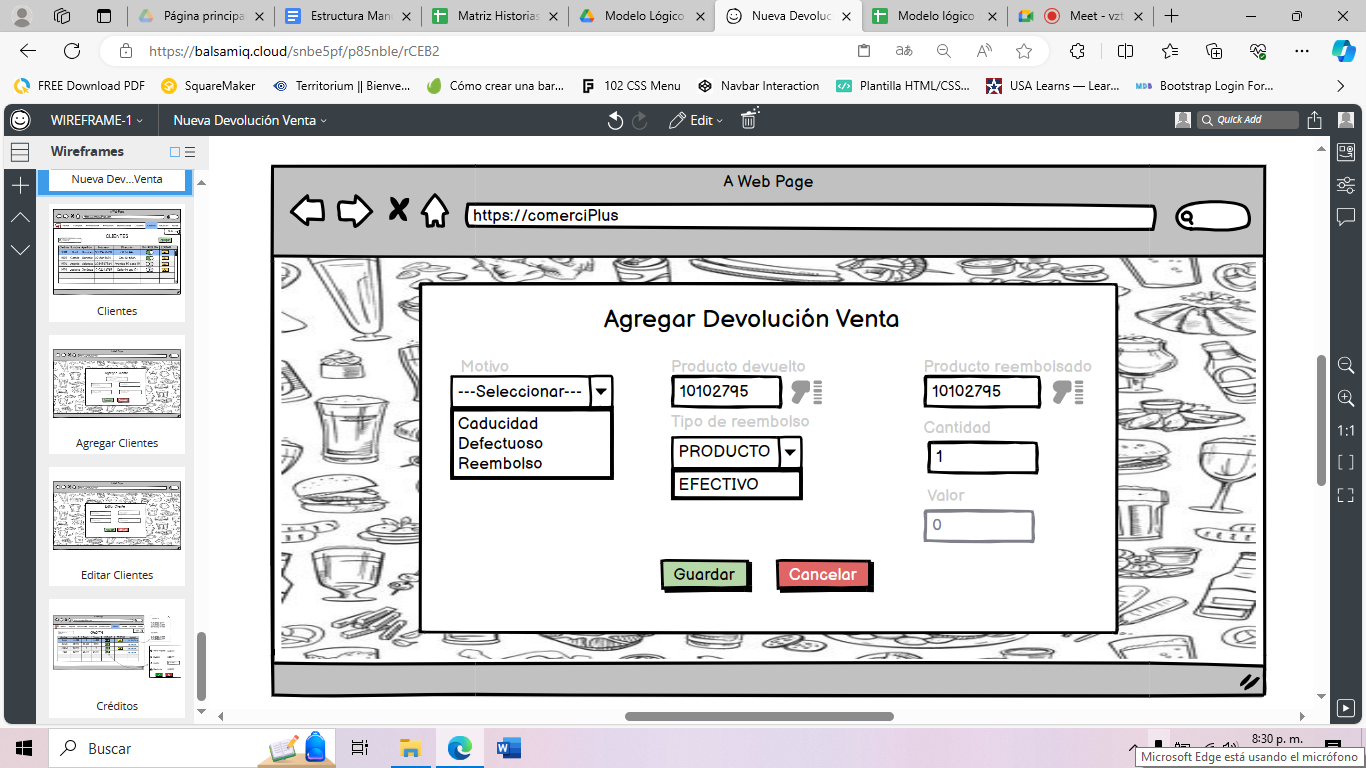 Página principa
Estructura Man
Matriz Historias
Modelo Lógico
Nueva Devoluc
Modelo lógico
Meet - vzt
https://balsamiq.cloud/snbe5pf/p85nble/rCEB2
FREE Download PDF
SquareMaker
Territorium || Bienve...
Cómo crear una bar...
102 CSS Menu
Navbar Interaction
Plantilla HTML/CSS...
USA Learns — Lear...
Bootstrap Login For...
WIREFRAME-1
Nueva Devolución Venta
Edit
Quick Add
Wireframes
Nueva Dev...Venta
CLIENTES
Clientes
Agregar Clientes
Editar Clientes
Créditos
1:1
A Web Page
https://comerciPlus
Agregar Devolución Venta
Motivo
---Seleccionar---
Caducidad
Defectuoso
Reembolso
Producto devuelto
10102795
Tipo de reembolso
PRODUCTO
EFECTIVO
Producto reembolsado
10102795
Cantidad
1
Valor
0
Guardar
Cancelar
Buscar
8:30 p. m.
Microsoft Edge está usando el micrófono